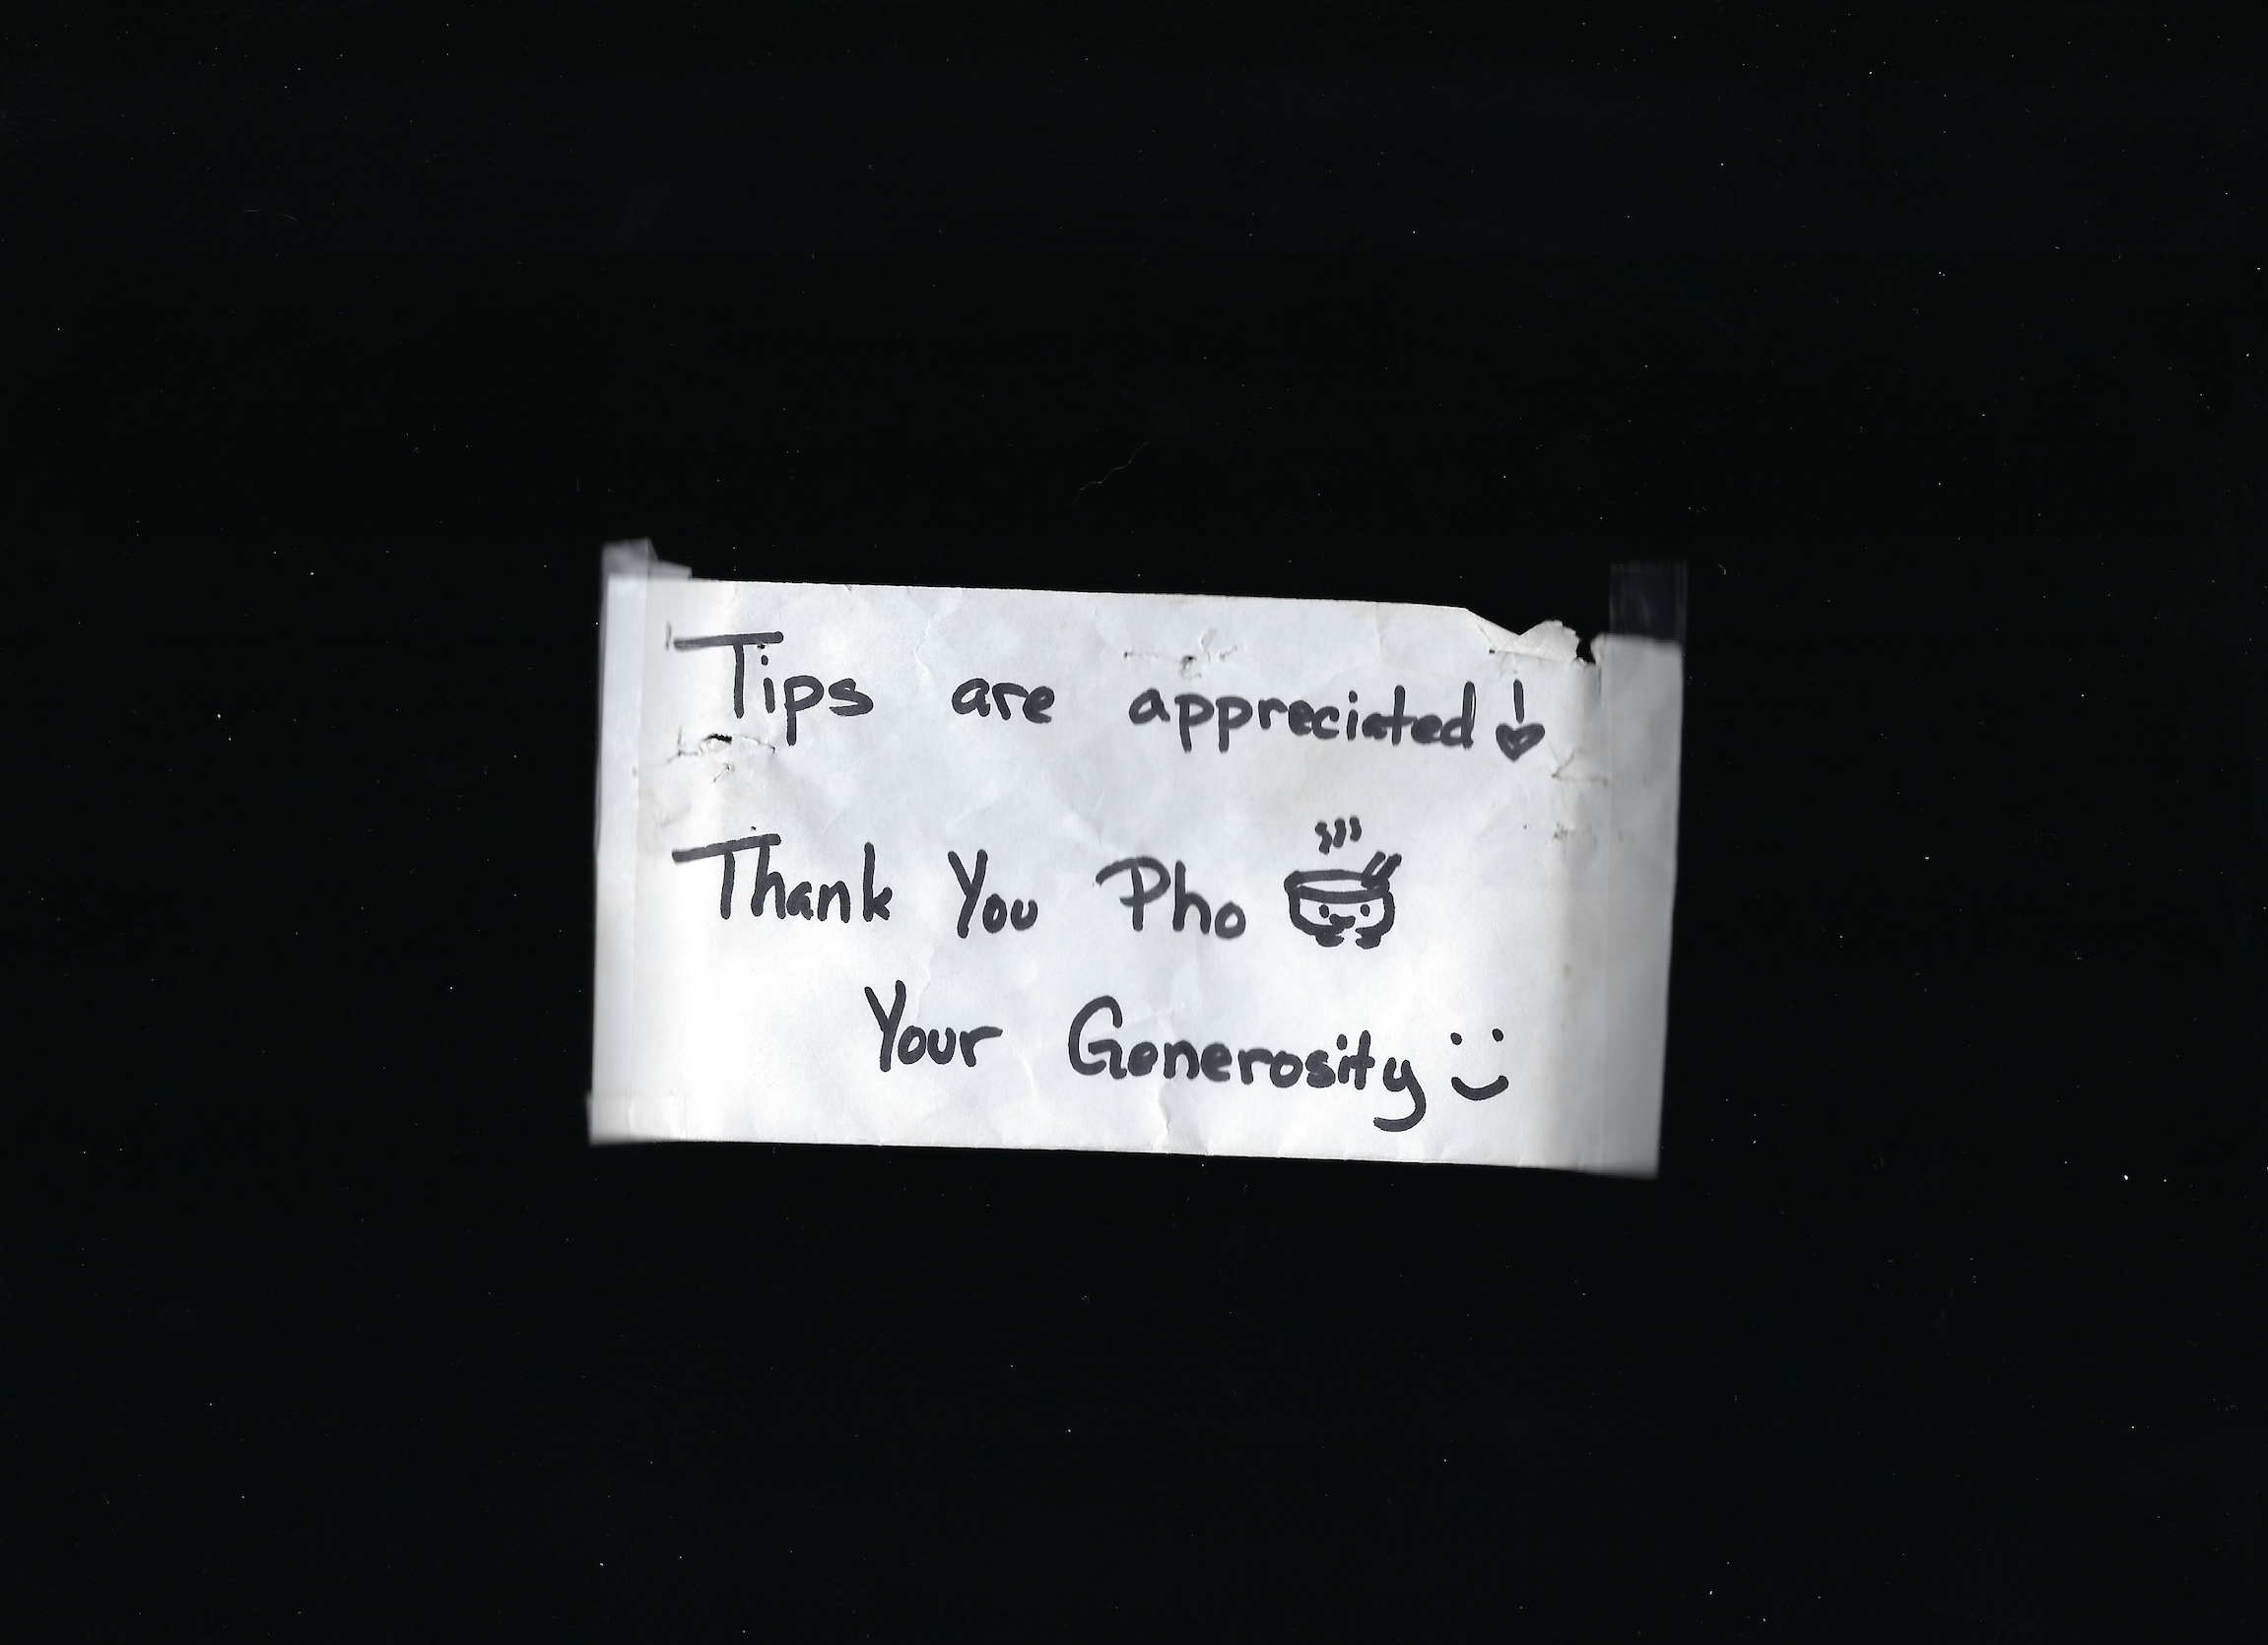 Tips are appreciated!
Thank You Pho
Your Generosity :)